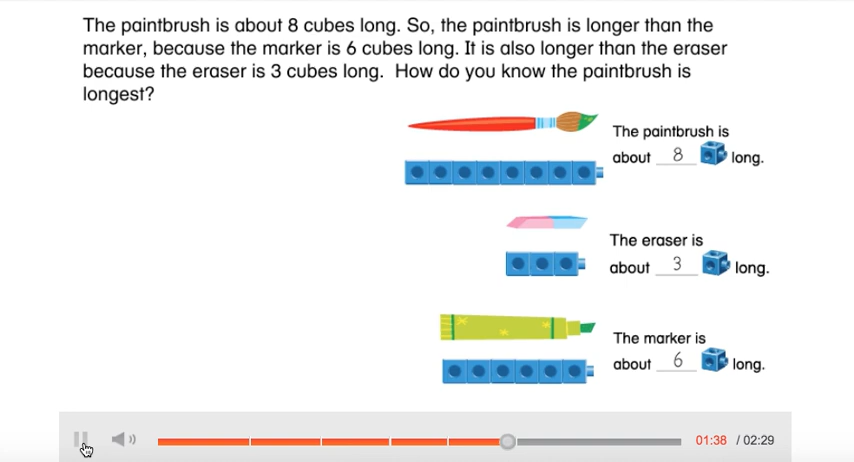 The paintbrush is about 8 cubes long. So, the paintbrush is longer than the
marker, because the marker is 6 cubes long. It is also longer than the eraser
because the eraser is 3 cubes long. How do you know the paintbrush is
longest?
The paintbrush is
about 8 long.
The eraser is
about 3 long.
The marker is
about 6 long.
01:38 / 02:29